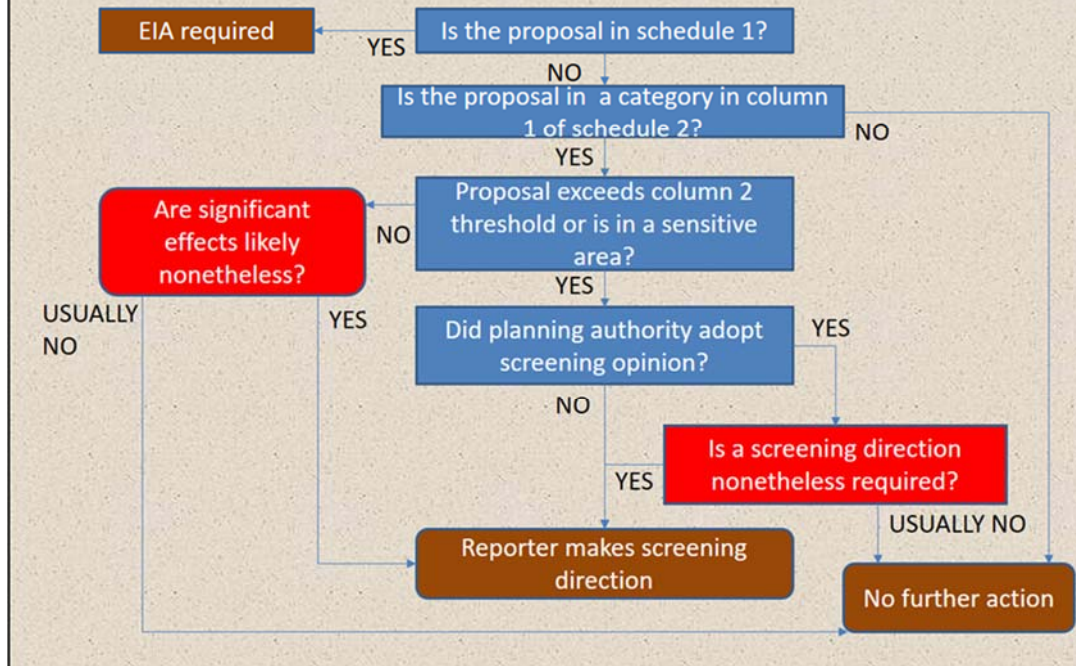 EIA required
YES
Is the proposal in schedule 1?
NO
Is the proposal in a category in column
1 of schedule 2?
NO
YES
Are significant
effects likely
nonetheless?
NO
Proposal exceeds column 2
threshold or is in a sensitive
area?
YES
USUALLY
NO
YES
Did planning authority adopt
screening opinion?
YES
NO
Is a screening direction
nonetheless required?
YES
USUALLY NO
Reporter makes screening
direction
No further action